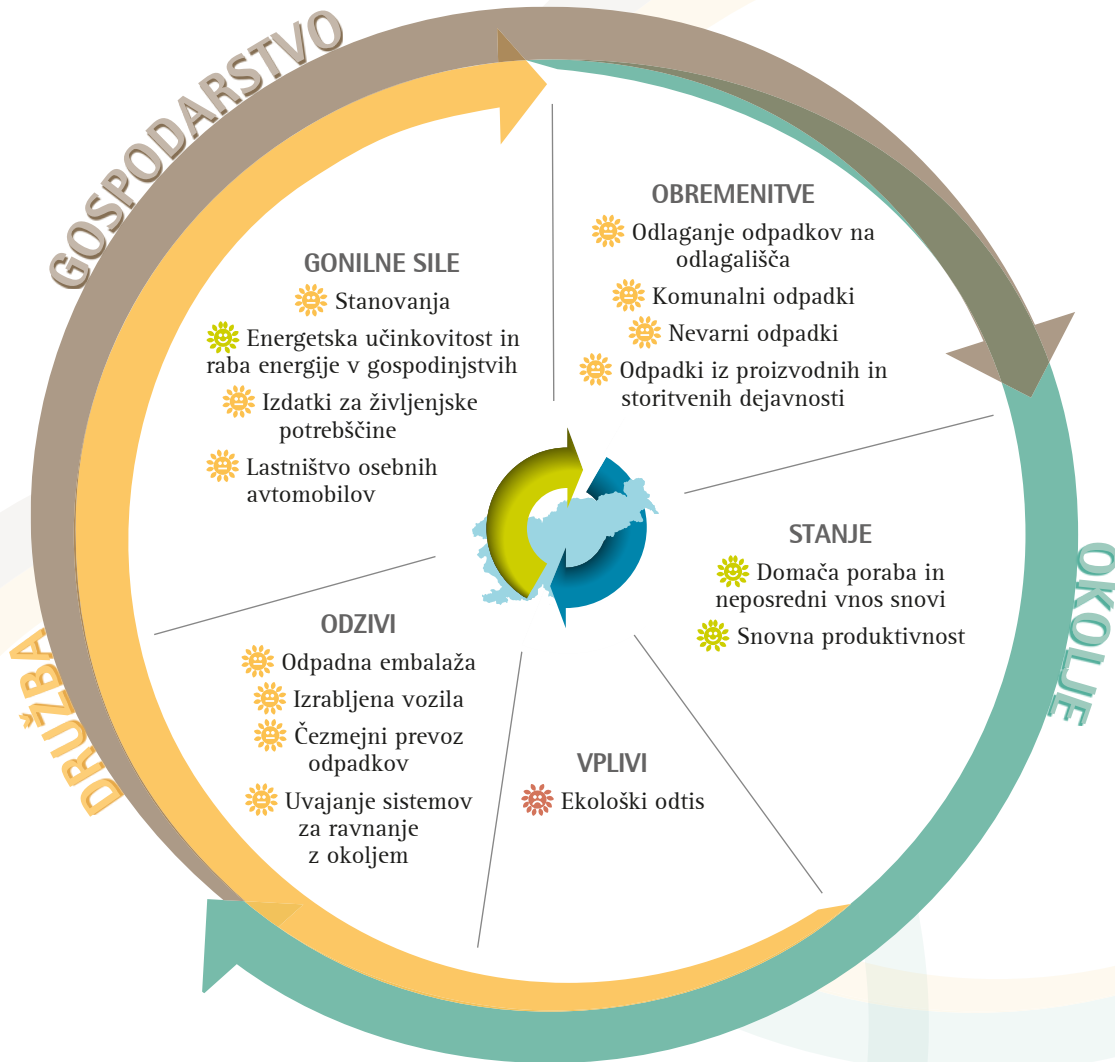 GOSPODARSTVO
OBREMENITVE
Odlaganje odpadkov na
odlagališča
Komunalni odpadki
Nevarni odpadki
Odpadki iz proizvodnih in
storitvenih dejavnosti
GONILNE SILE
Stanovanja
Energetska učinkovitost in
raba energije v gospodinjstvih
Izdatki za življenjske
potrebščine
Lastništvo osebnih
avtomobilov
STANJE
Domača poraba in
neposredni vnos snovi
Snovna produktivnost
OKOLJE
DRUŽBA
ODZIVI
Odpadna embalaža
Izrabljena vozila
Čezmejni prevoz
odpadkov
Uvajanje sistemov
za ravnanje
z okoljem
VPLIVI
Ekološki odtis